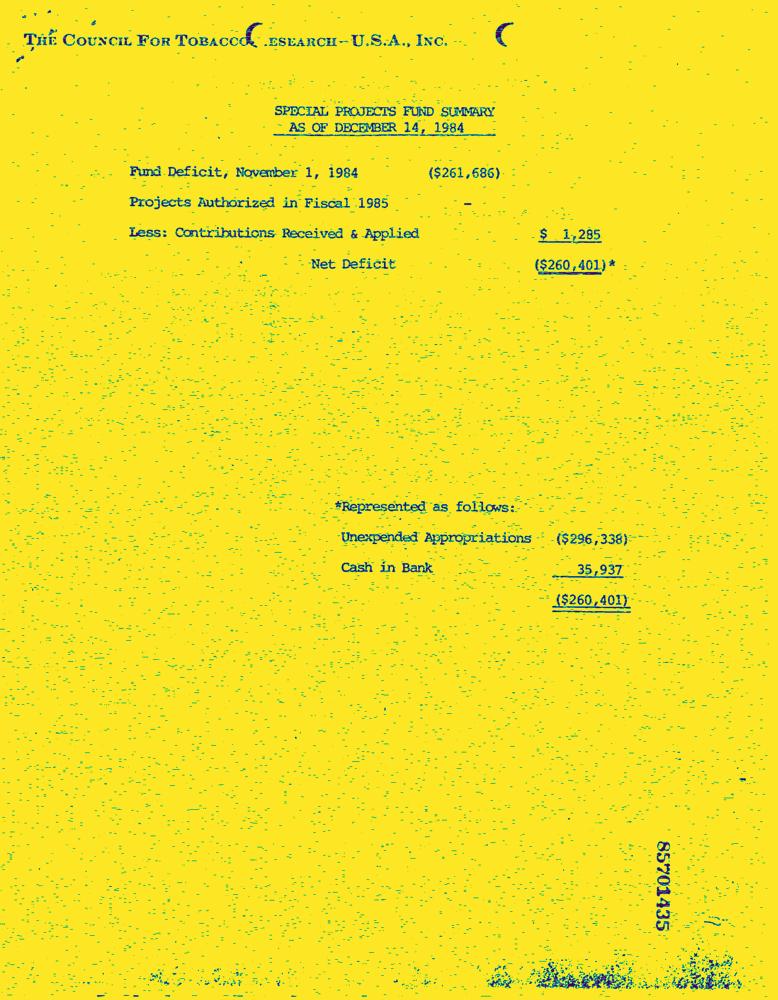 THE COUNCIL FOR TOBACCO ESEARCH-U.S.A., INC.
SPECIAL PROJECTS FUND SUMMARY
AS OF DECEMBER 14, 1984
Fund Deficit, November 1, 1984 ($261,686)
Projects Authorized in Fiscal 1985 -
Less: Contributions Received & Applied $ 1,285
Net Deficit ($260,401)*
*Represented as follows:
Unexpended Appropriations ($296,338)
Cash in Bank 35,937
($260,401)
85701435